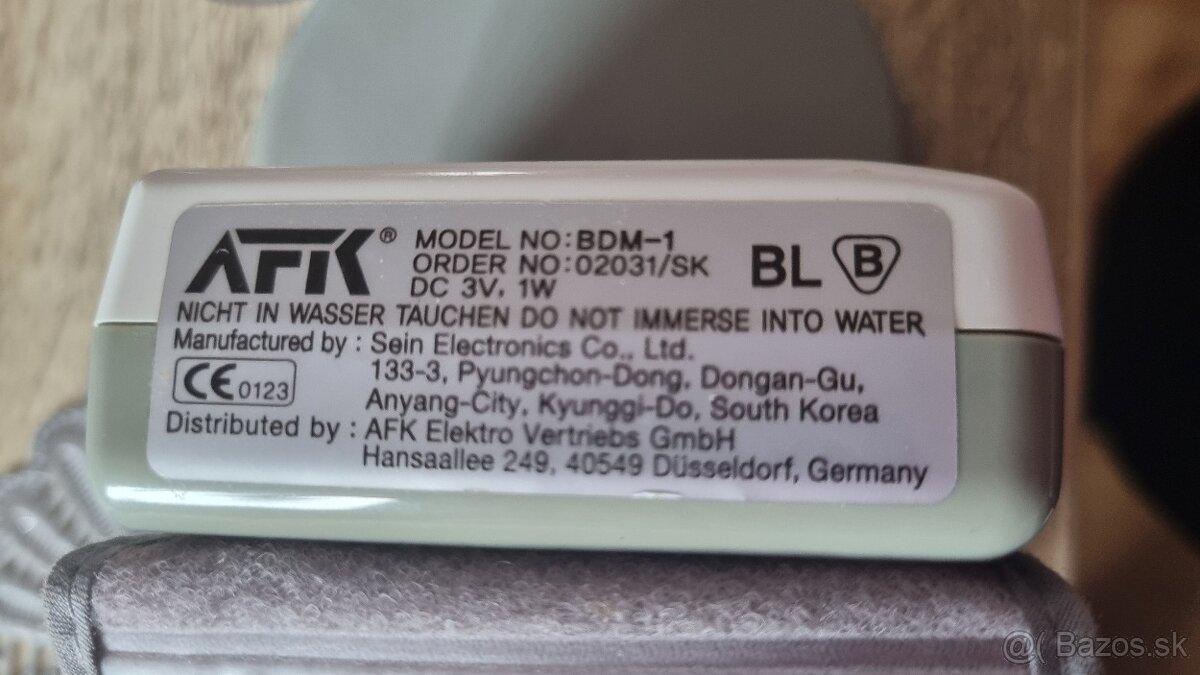 AFK® MODEL NO:BDM-1 BL B
ORDER NO:02031/SK
DC 3V, 1W
NICHT IN WASSER TAUCHEN DO NOT IMMERSE INTO WATER
Manufactured by : Sein Electronics Co., Ltd.
133-3, Pyungchon-Dong, Dongan-Gu,
CE 0123 Anyang-City, Kyunggi-Do, South Korea
Distributed by : AFK Elektro Vertriebs GmbH
Hansaallee 249, 40549 Düsseldorf, Germany
@( Bazos.sk